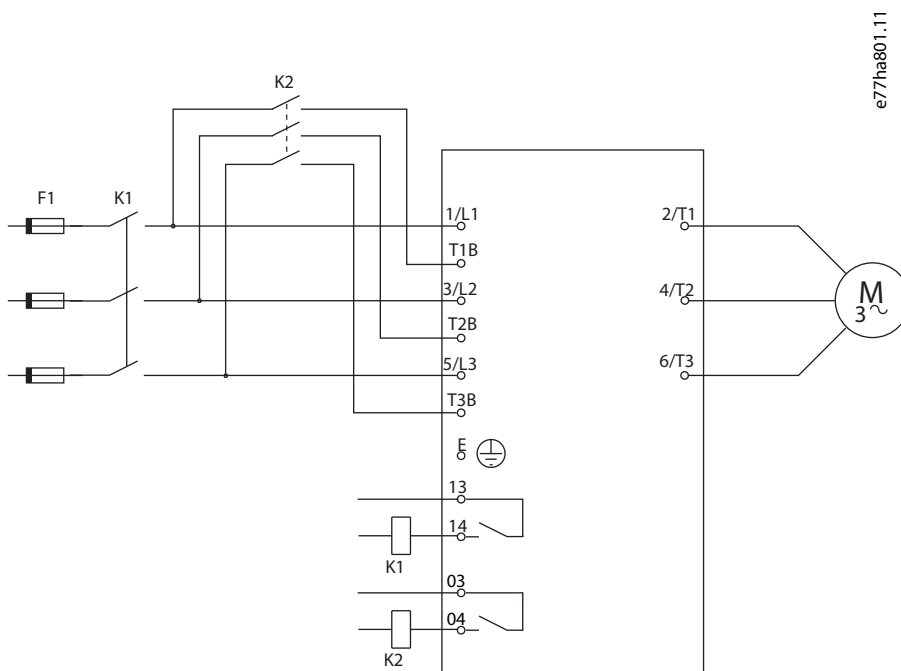 e77ha801.11
K2
F1
K1
1/L1
2/T1
T1B
3/L2
4/T2
M
3~
T2B
5/L3
6/T3
T3B
E
13
14
K1
03
04
K2